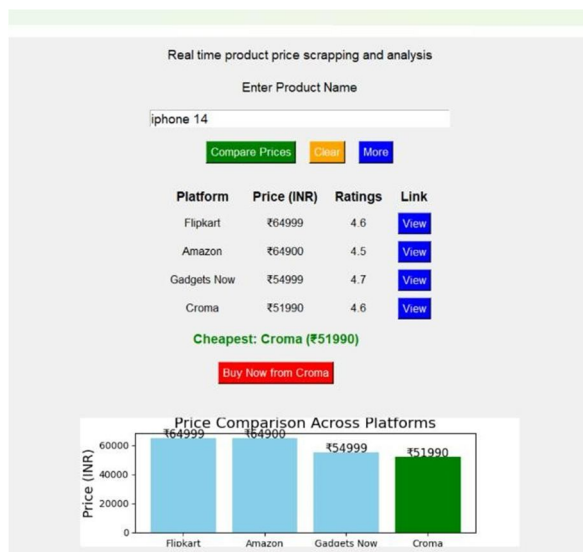 Real time product price scrapping and analysis
Enter Product Name
iphone 14
Compare Prices Clear More
Platform Price (INR) Ratings Link
Flipkart ₹64999 4.6 View
Amazon ₹64900 4.5 View
Gadgets Now ₹54999 4.7 View
Croma ₹51990 4.6 View
Cheapest: Croma (₹51990)
Buy Now from Croma
Price Comparison Across Platforms
₹64999 ₹64900 ₹54999 ₹51990
Price (INR)
60000
40000
20000
0
Flipkart Amazon Gadgets Now Croma